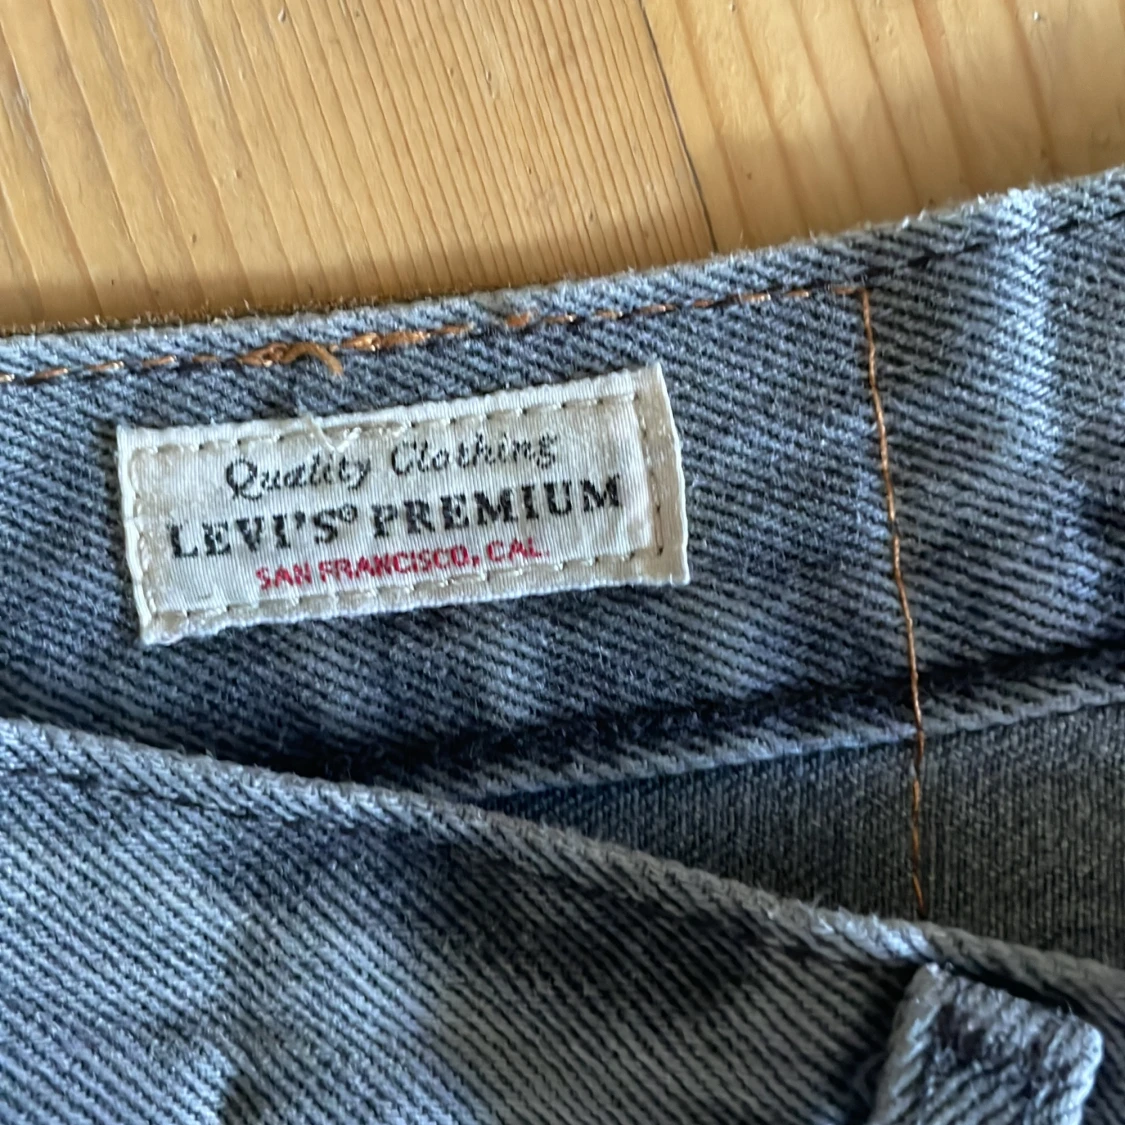 Quality Clothing
LEVI'S® PREMIUM
SAN FRANCISCO, CAL.